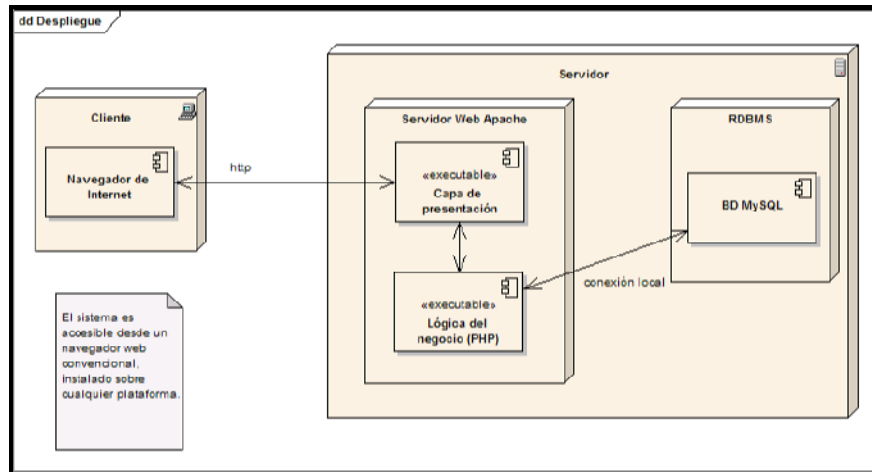 dd Despliegue
Servidor
Cliente
Servidor Web Apache
RDBMS
Navegador de
Internet
http
«executable»
Capa de
presentación
BD MySQL
conexión local
«executable»
Lógica del
negocio (PHP)
El sistema es
accesible desde un
navegador web
convencional,
instalado sobre
cualquier plataforma.